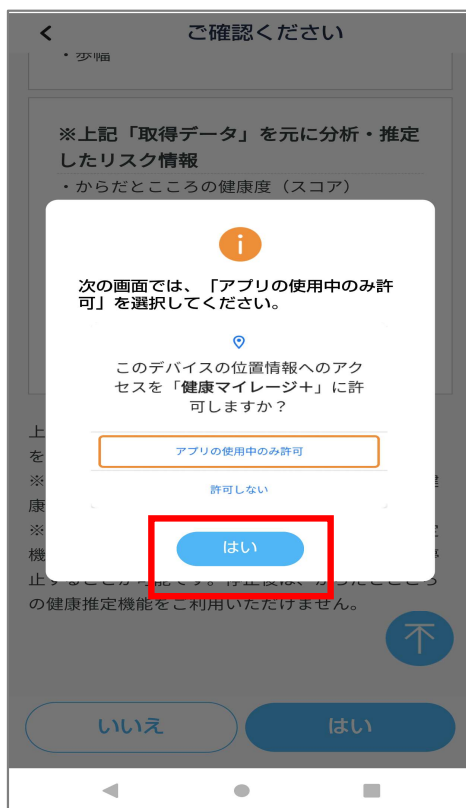 ご確認ください
・歩幅
※上記「取得データ」を元に分析・推定
したリスク情報
・からだとこころの健康度（スコア）
次の画面では、「アプリの使用中のみ許
可」を選択してください。
このデバイスの位置情報へのアク
セスを「健康マイレージ＋」に許
可しますか？
アプリの使用中のみ許可
許可しない
はい
上
を
※
康
※
機
止することが可能です。停止後は、からだとこころ
の健康推定機能をご利用いただけません。
いいえ
はい